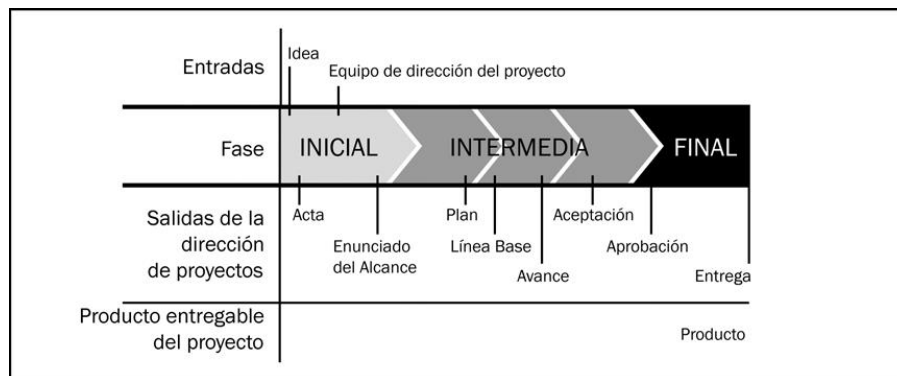 Entradas
Idea
Equipo de dirección del proyecto
Fase
INICIAL
INTERMEDIA
FINAL
Salidas de la
dirección
de proyectos
Acta
Enunciado
del Alcance
Plan
Línea Base
Avance
Aceptación
Aprobación
Entrega
Producto entregable
del proyecto
Producto